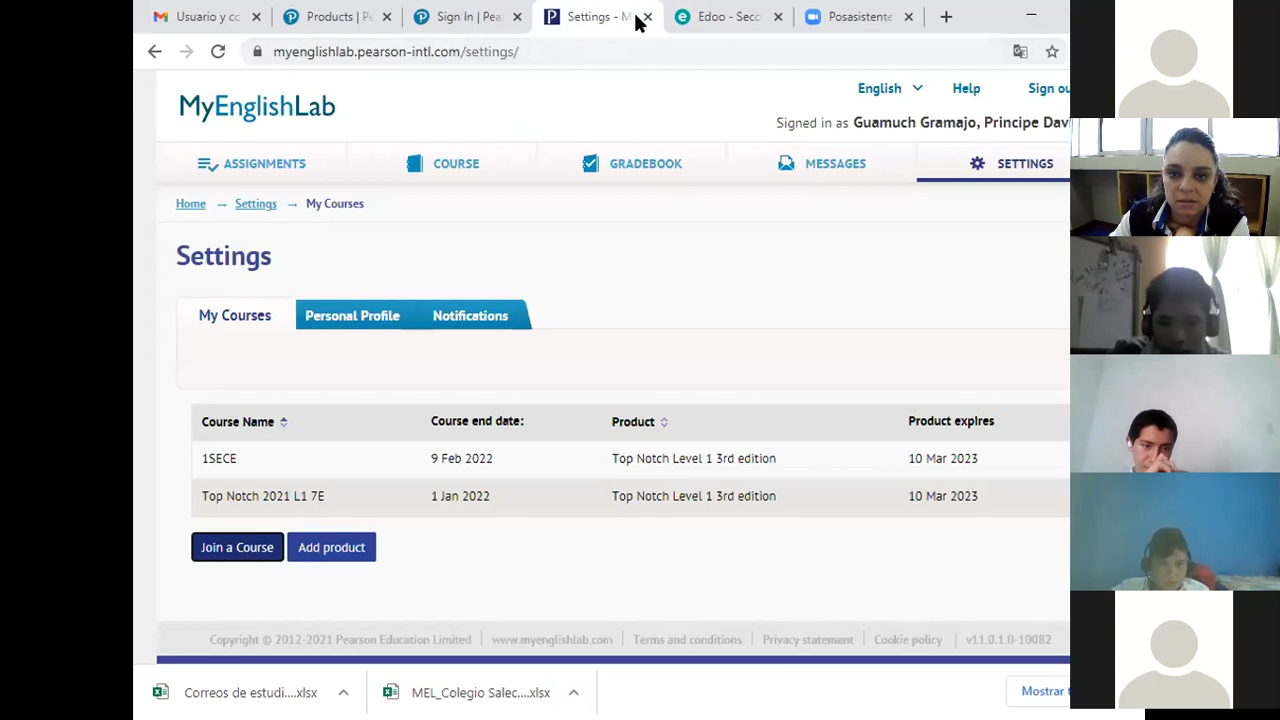 Usuario y co
Products | Pe
Sign In | Pea
Settings - M
Edoo - Secc
Posasistente
myenglishlab.pearson-intl.com/settings/
MyEnglishLab
English
Help
Sign ou
Signed in as Guamuch Gramajo, Principe Dav
ASSIGNMENTS
COURSE
GRADEBOOK
MESSAGES
SETTINGS
Home → Settings → My Courses
Settings
My Courses
Personal Profile
Notifications
Course Name
Course end date:
Product
Product expires
1SECE
9 Feb 2022
Top Notch Level 1 3rd edition
10 Mar 2023
Top Notch 2021 L1 7E
1 Jan 2022
Top Notch Level 1 3rd edition
10 Mar 2023
Join a Course
Add product
Copyright © 2012-2021 Pearson Education Limited
www.myenglishlab.com
Terms and conditions
Privacy statement
Cookie policy
v11.0.1.0-10082
Correos de estudi....xlsx
MEL_Colegio Salec....xlsx
Mostrar t